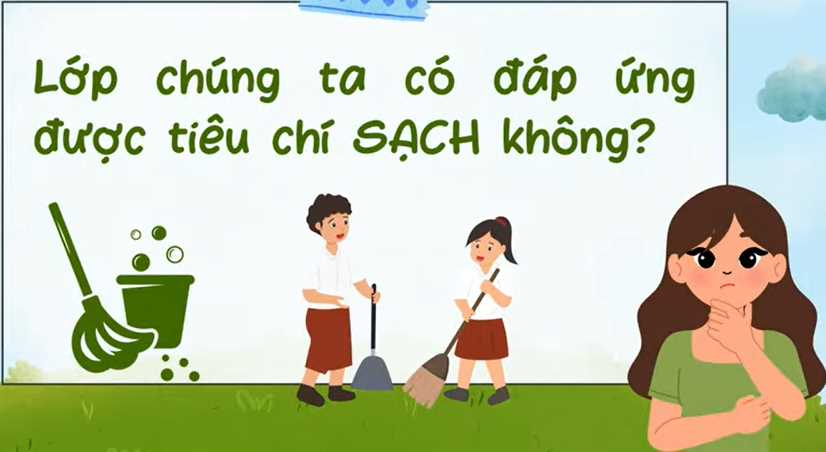 Lớp chúng ta có đáp ứng
được tiêu chí SẠCH không?